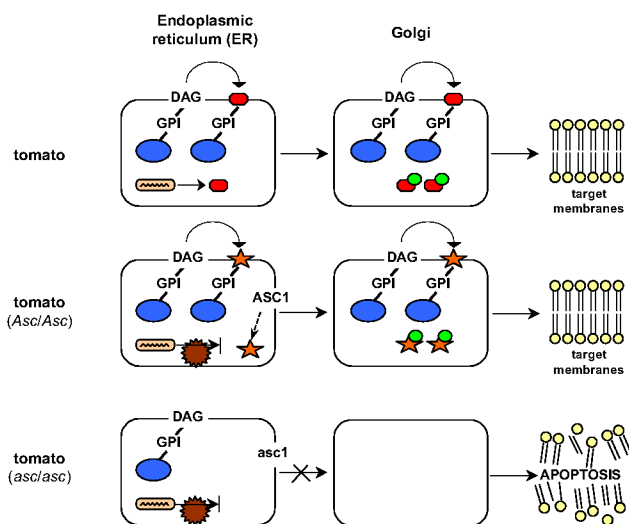 Endoplasmic
reticulum (ER)
Golgi
tomato
DAG
GPI
GPI
DAG
GPI
GPI
target
membranes
tomato
(Asc/Asc)
DAG
GPI
GPI
ASC1
DAG
GPI
GPI
target
membranes
tomato
(asc/asc)
DAG
GPI
asc1
APOPTOSIS